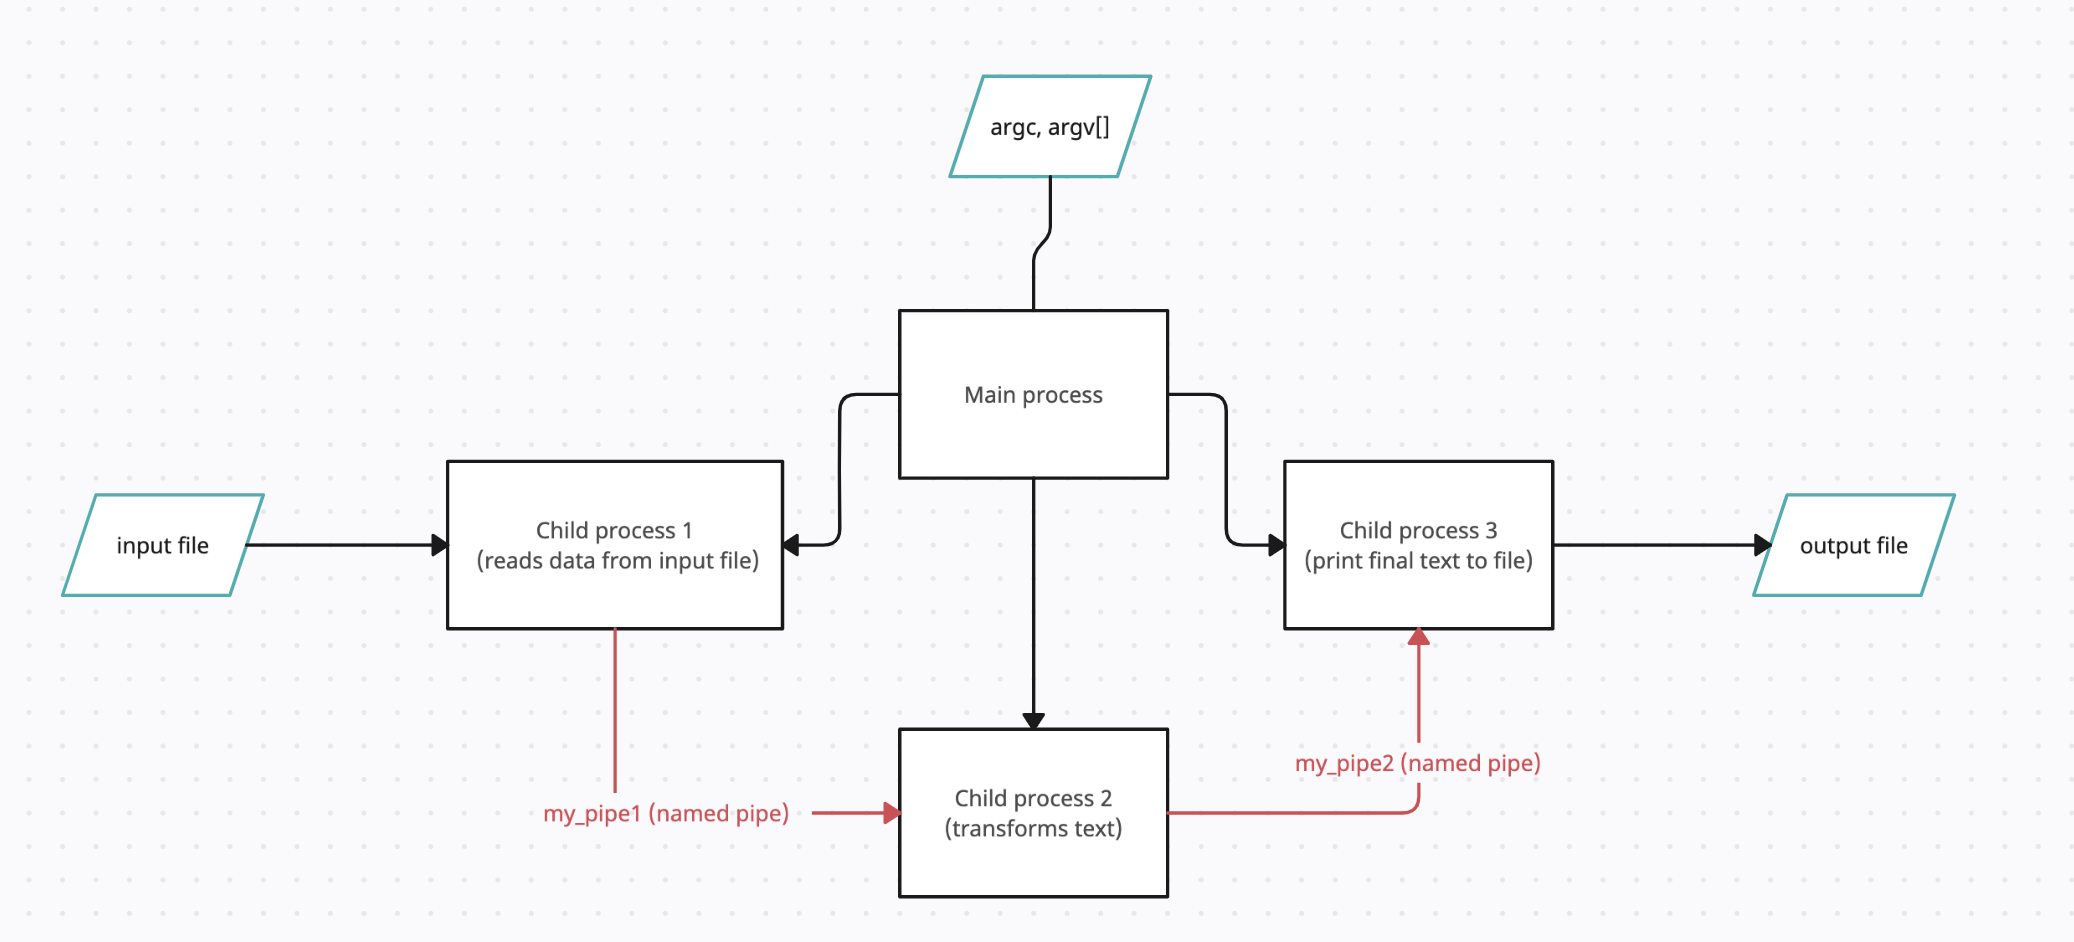 argc, argv[]
Main process
input file
Child process 1
(reads data from input file)
Child process 3
(print final text to file)
output file
my_pipe1 (named pipe)
Child process 2
(transforms text)
my_pipe2 (named pipe)